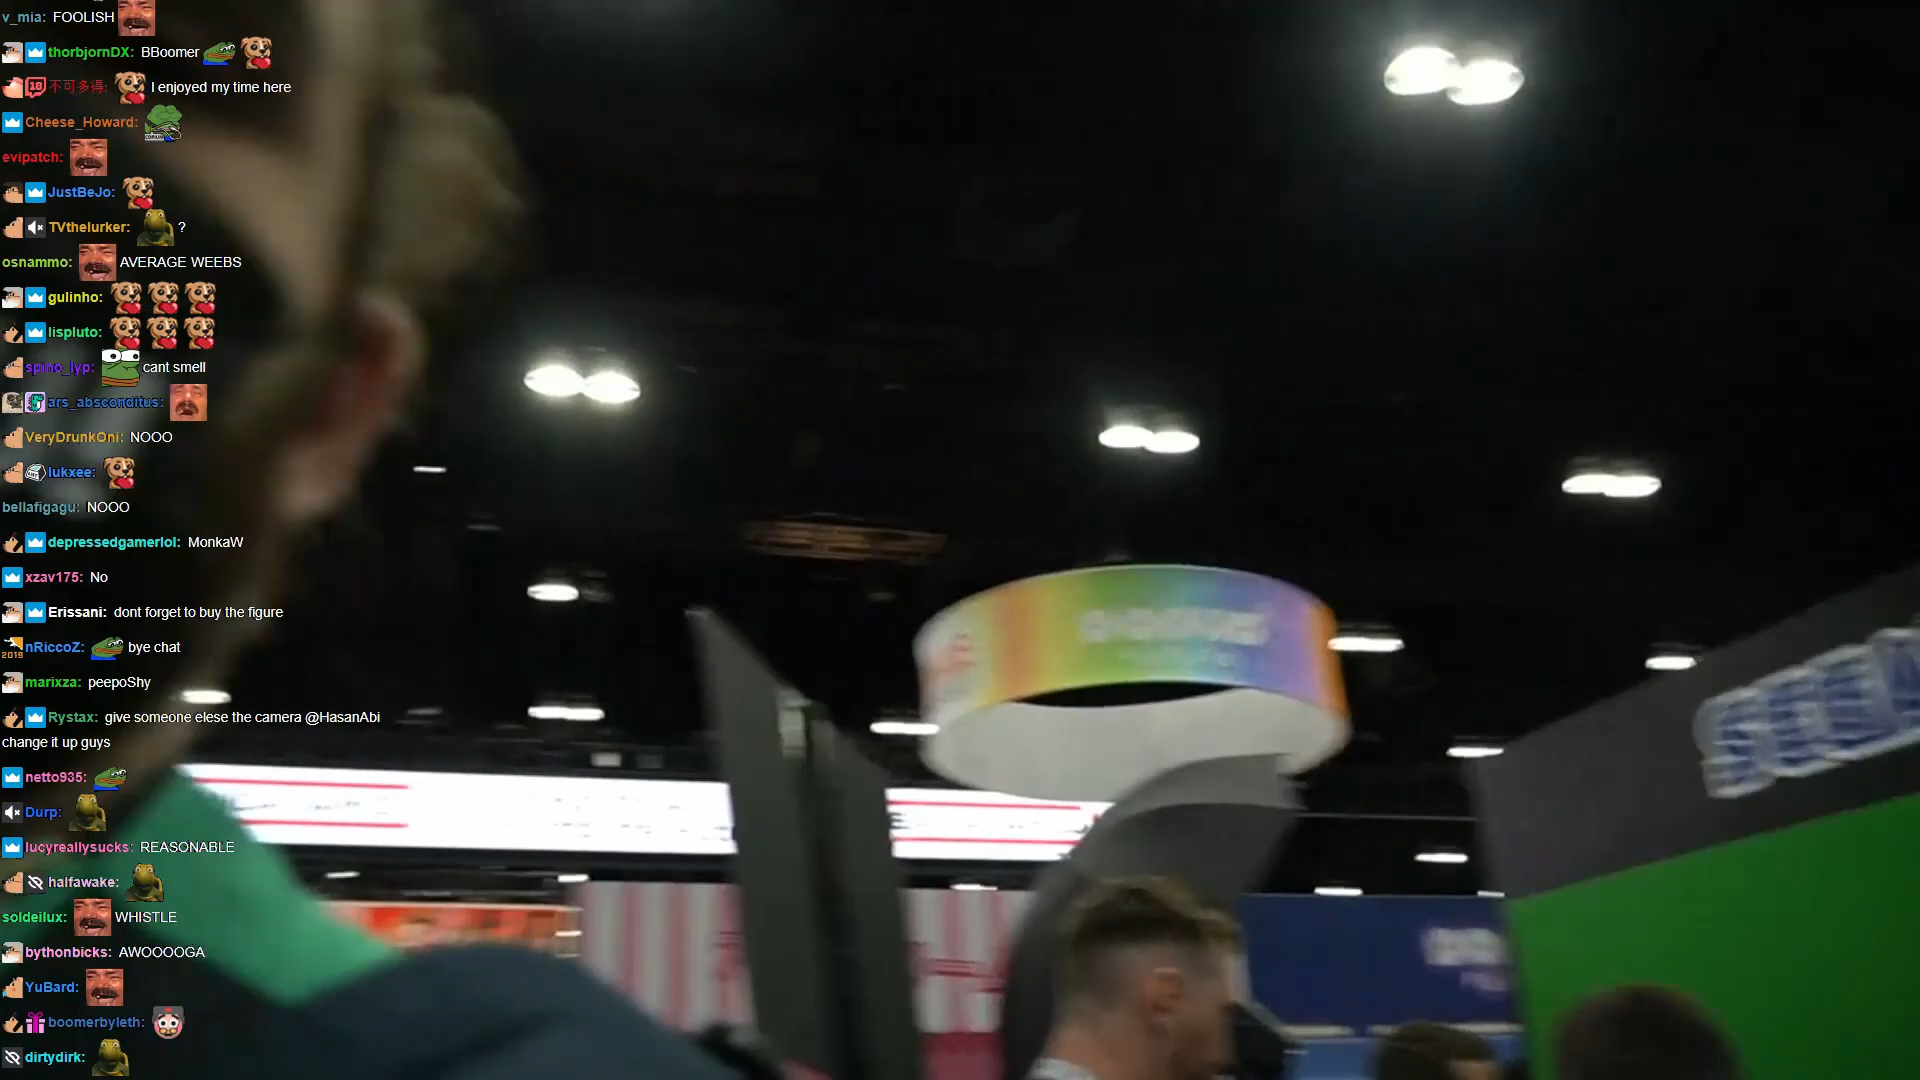 v_mia: FOOLISH
thorbjornDX: BBoomer
不可多得: I enjoyed my time here
Cheese_Howard:
evipatch:
JustBeJo:
TVthelurker: ?
osnammo: AVERAGE WEEBS
gulinho:
lispluto:
spino_lyp: cant smell
ars_absconditus:
VeryDrunkOni: NOOO
lukxee:
bellafigagu: NOOO
depressedgamerlol: MonkaW
xzav175: No
Erissani: dont forget to buy the figure
nRiccoZ: bye chat
marixza: peepoShy
Rystax: give someone elese the camera @HasanAbi
change it up guys
netto935:
Durp:
lucyreallysucks: REASONABLE
halfawake:
soldeilux: WHISTLE
bythonbicks: AWOOOOGA
YuBard:
boomerbyleth:
dirtydirk: